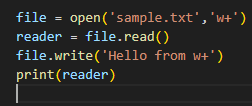 file = open('sample.txt','w+')
reader = file.read()
file.write('Hello from w+')
print(reader)